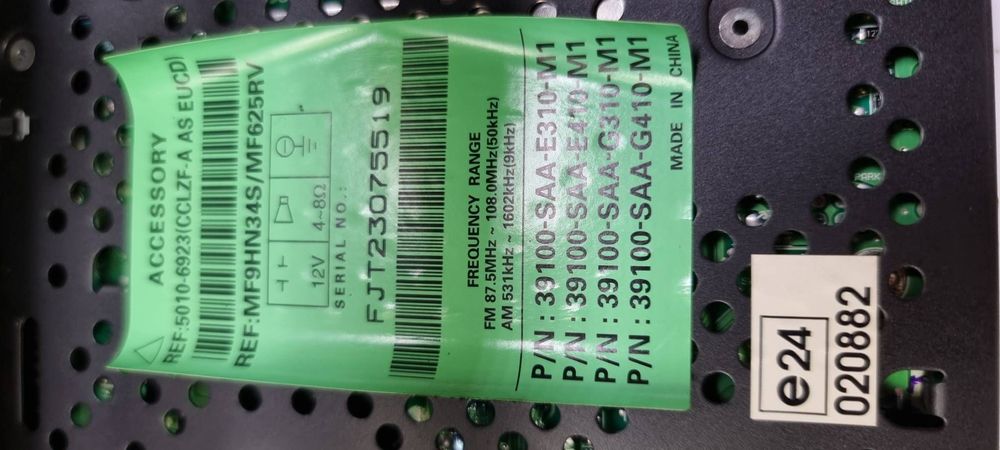 ACCESSORY
REF:5010-6923(CCLZF-A AS EUCD)
REF:MF9HN34S/MF625RV
12V 4~8Ω
SERIAL NO.:
FJT230755519
FREQUENCY RANGE
FM 87.5MHz ~ 108.0MHz(50kHz)
AM 531kHz ~ 1602kHz(9kHz)
P/N : 39100-SAA-E310-M1
P/N : 39100-SAA-E410-M1
P/N : 39100-SAA-G310-M1
P/N : 39100-SAA-G410-M1
MADE IN CHINA
e24
020882
PARK